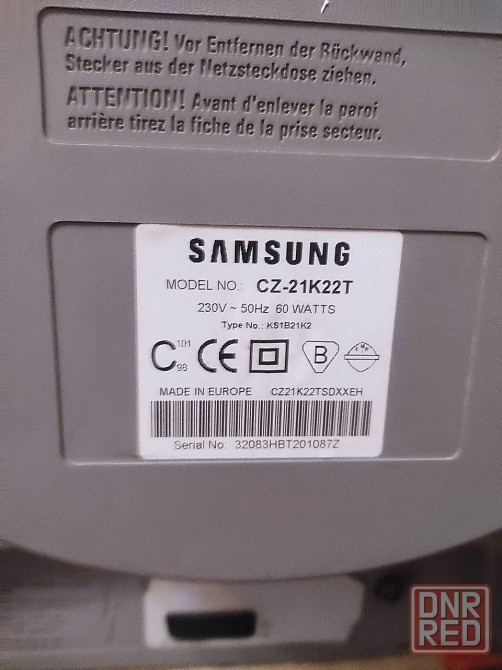 ACHTUNG! Vor Entfernen der Rückwand,
Stecker aus der Netzsteckdose ziehen.
ATTENTION! Avant d'enlever la paroi
arrière tirez la fiche de la prise secteur.
SAMSUNG
MODEL NO.: CZ-21K22T
230V ~ 50Hz 60 WATTS
Type No.: KS1B21K2
C 101 98 CE B
MADE IN EUROPE CZ21K22TSDXXEH
Serial No: 32083HBT201087Z
DNR
RED